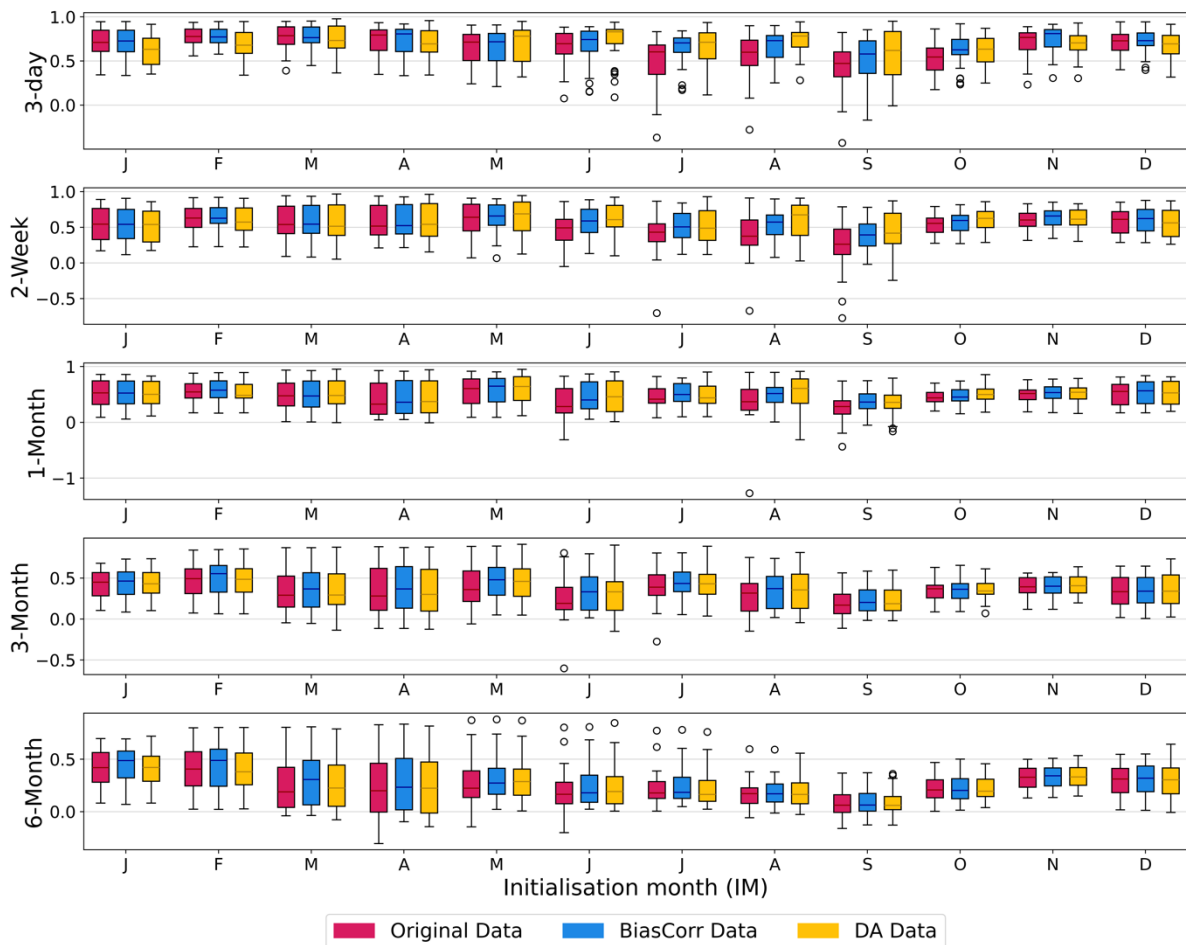 3-day
1.0
0.5
0.0
J F M A M J J A S O N D
2-Week
1.0
0.5
0.0
−0.5
J F M A M J J A S O N D
1-Month
1
0
−1
J F M A M J J A S O N D
3-Month
0.5
0.0
−0.5
J F M A M J J A S O N D
6-Month
0.5
0.0
J F M A M J J A S O N D
Initialisation month (IM)
Original Data BiasCorr Data DA Data